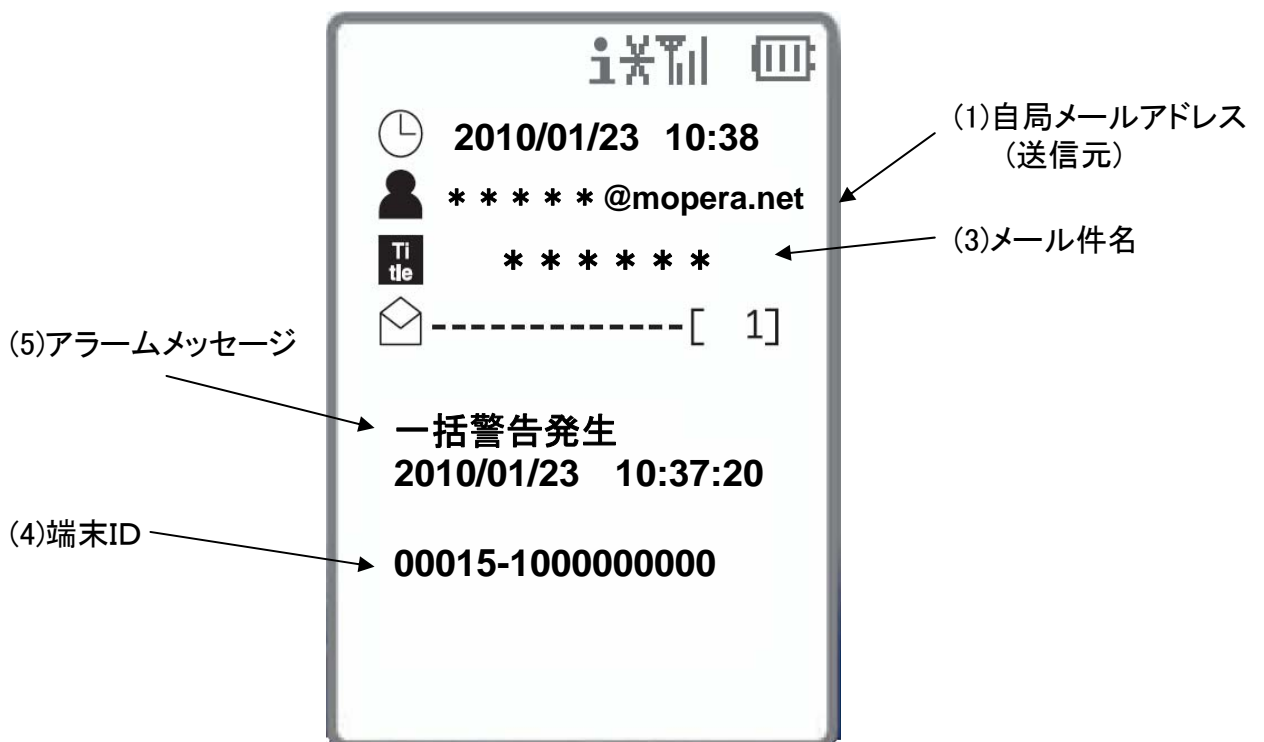 2010/01/23 10:38
*****@mopera.net
Ti
tle
******
-------------[ 1]
一括警告発生
2010/01/23 10:37:20
00015-1000000000
(1)自局メールアドレス
(送信元)
(3)メール件名
(5)アラームメッセージ
(4)端末ID